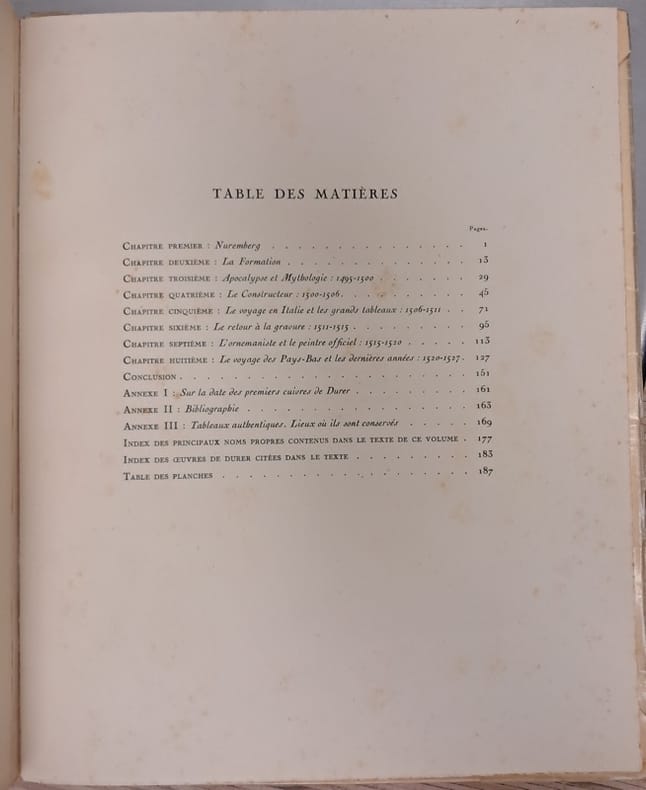 TABLE DES MATIÈRES
Pages.
CHAPITRE PREMIER : Nuremberg . . . . . . . . . . . . . . . 1
CHAPITRE DEUXIÈME : La Formation . . . . . . . . . . . . . . 13
CHAPITRE TROISIÈME : Apocalypse et Mythologie : 1495-1500 . . . . . . . 29
CHAPITRE QUATRIÈME : Le Constructeur : 1500-1506. . . . . . . . . . 45
CHAPITRE CINQUIÈME : Le voyage en Italie et les grands tableaux : 1506-1511 . . 71
CHAPITRE SIXIÈME : Le retour à la gravure : 1511-1515 . . . . . . . . . 95
CHAPITRE SEPTIÈME : L'ornemaniste et le peintre officiel : 1515-1520 . . . . . 113
CHAPITRE HUITIÈME : Le voyage des Pays-Bas et les dernières années : 1520-1527. 127
CONCLUSION . . . . . . . . . . . . . . . . . . . . . . 151
ANNEXE I : Sur la date des premiers cuivres de Durer . . . . . . . . . 161
ANNEXE II : Bibliographie . . . . . . . . . . . . . . . . . 163
ANNEXE III : Tableaux authentiques. Lieux où ils sont conservés . . . . . . 169
INDEX DES PRINCIPAUX NOMS PROPRES CONTENUS DANS LE TEXTE DE CE VOLUME . 177
INDEX DES ŒUVRES DE DURER CITÉES DANS LE TEXTE . . . . . . . . . 183
TABLE DES PLANCHES . . . . . . . . . . . . . . . . . . . 187